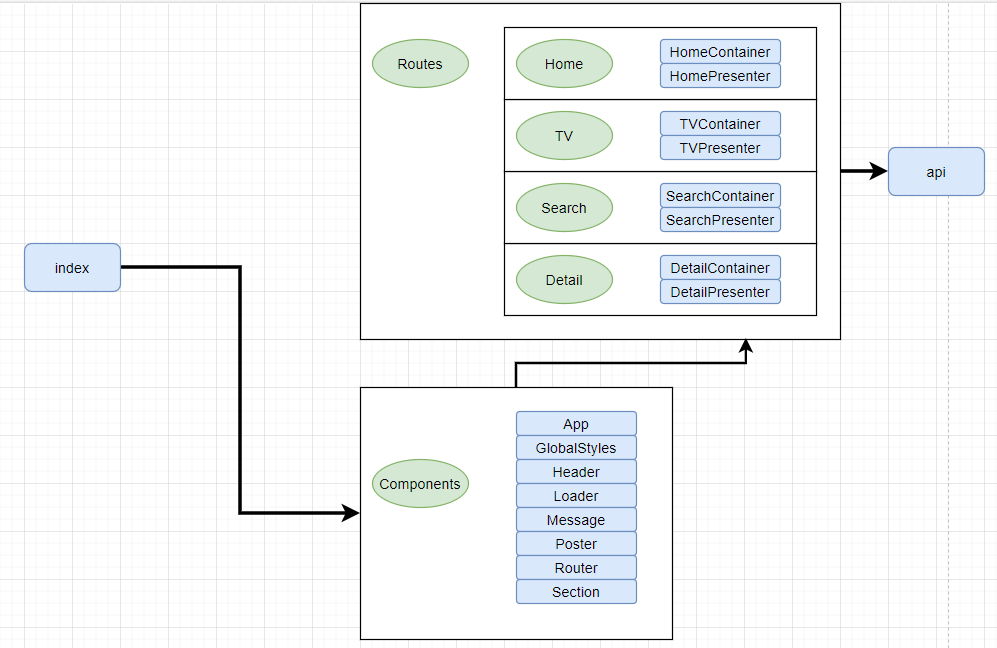 Routes
Home
HomeContainer
HomePresenter
TV
TVContainer
TVPresenter
Search
SearchContainer
SearchPresenter
Detail
DetailContainer
DetailPresenter
api
index
Components
App
GlobalStyles
Header
Loader
Message
Poster
Router
Section